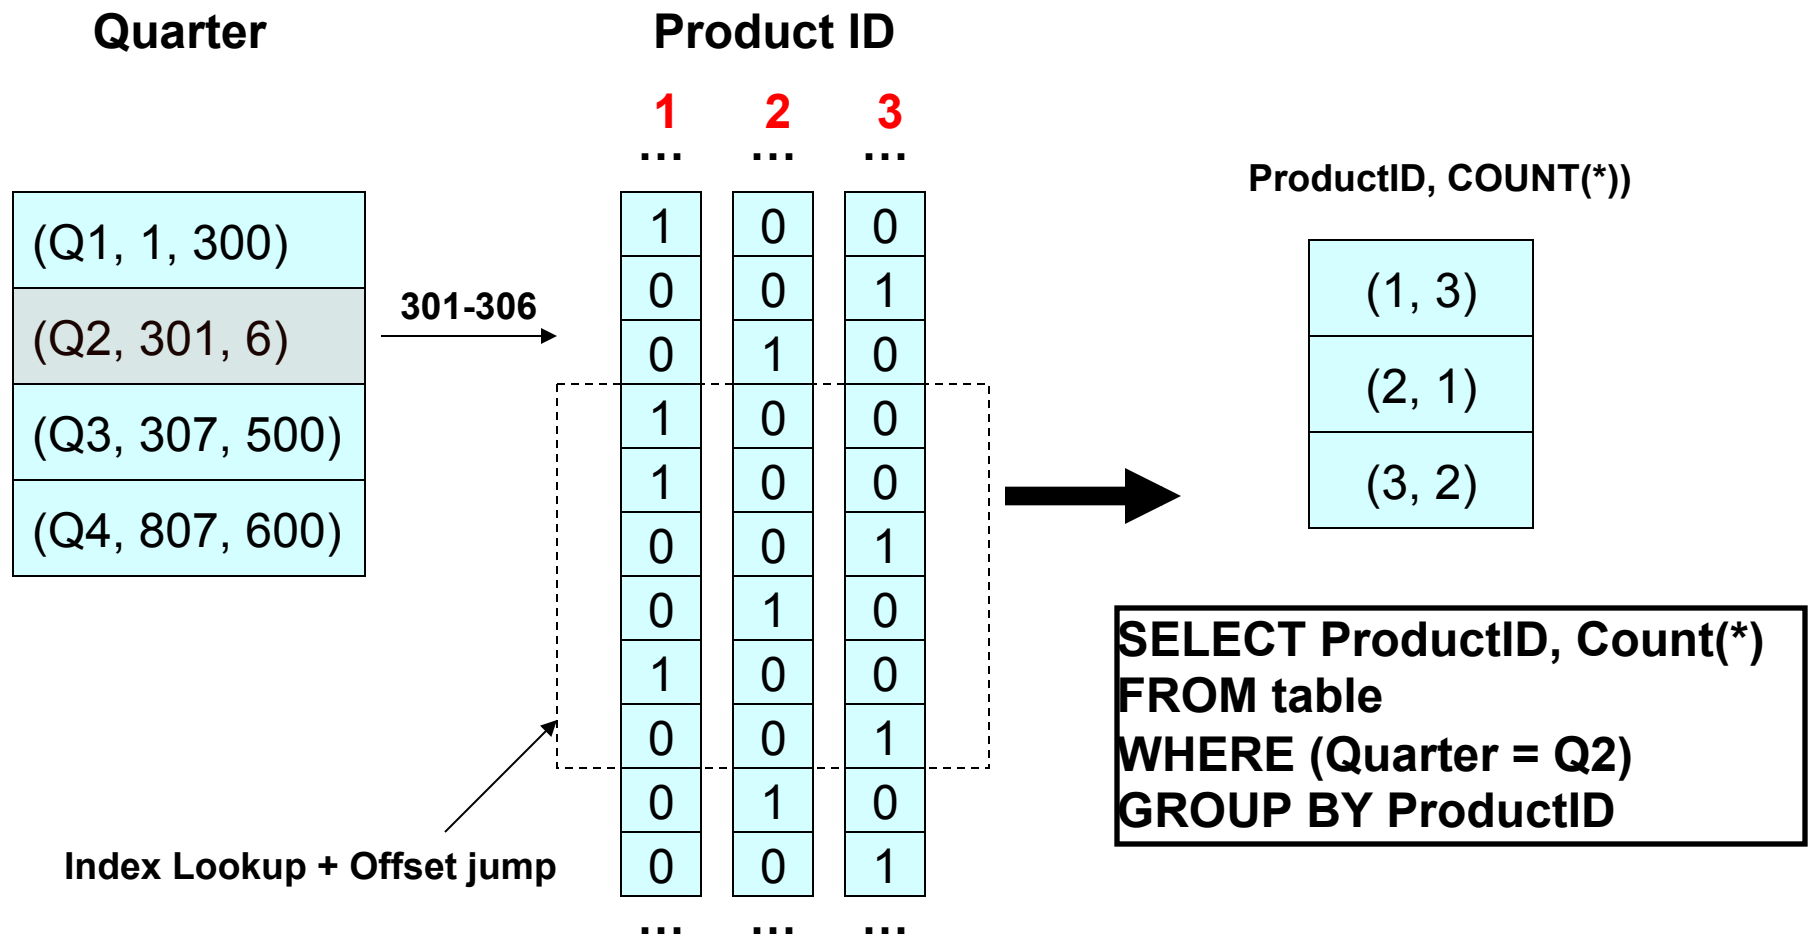 Quarter
Product ID
1 2 3
... ... ...
ProductID, COUNT(*))
(Q1, 1, 300)
(Q2, 301, 6)
(Q3, 307, 500)
(Q4, 807, 600)
301-306
1 0 0
0 0 1
0 1 0
1 0 0
1 0 0
0 0 1
0 1 0
1 0 0
0 0 1
0 1 0
0 0 1
... ... ...
Index Lookup + Offset jump
(1, 3)
(2, 1)
(3, 2)
SELECT ProductID, Count(*)
FROM table
WHERE (Quarter = Q2)
GROUP BY ProductID